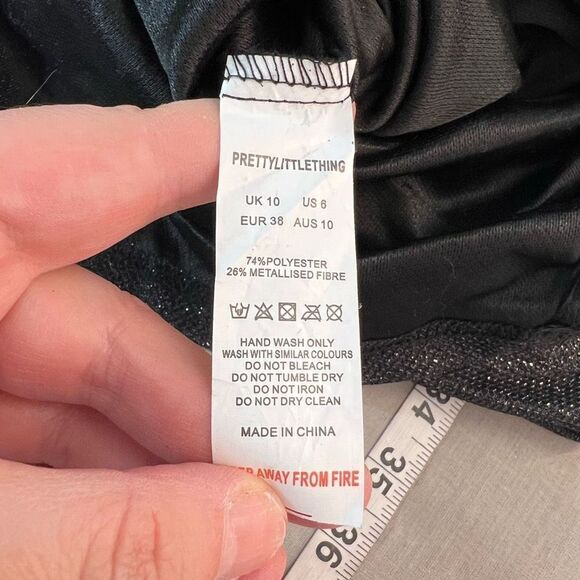 PRETTYLITTLETHING
UK 10 US 6
EUR 38 AUS 10
74%POLYESTER
26% METALLISED FIBRE
HAND WASH ONLY
WASH WITH SIMILAR COLOURS
DO NOT BLEACH
DO NOT TUMBLE DRY
DO NOT IRON
DO NOT DRY CLEAN
MADE IN CHINA
AWAY FROM FIRE
34
35
36